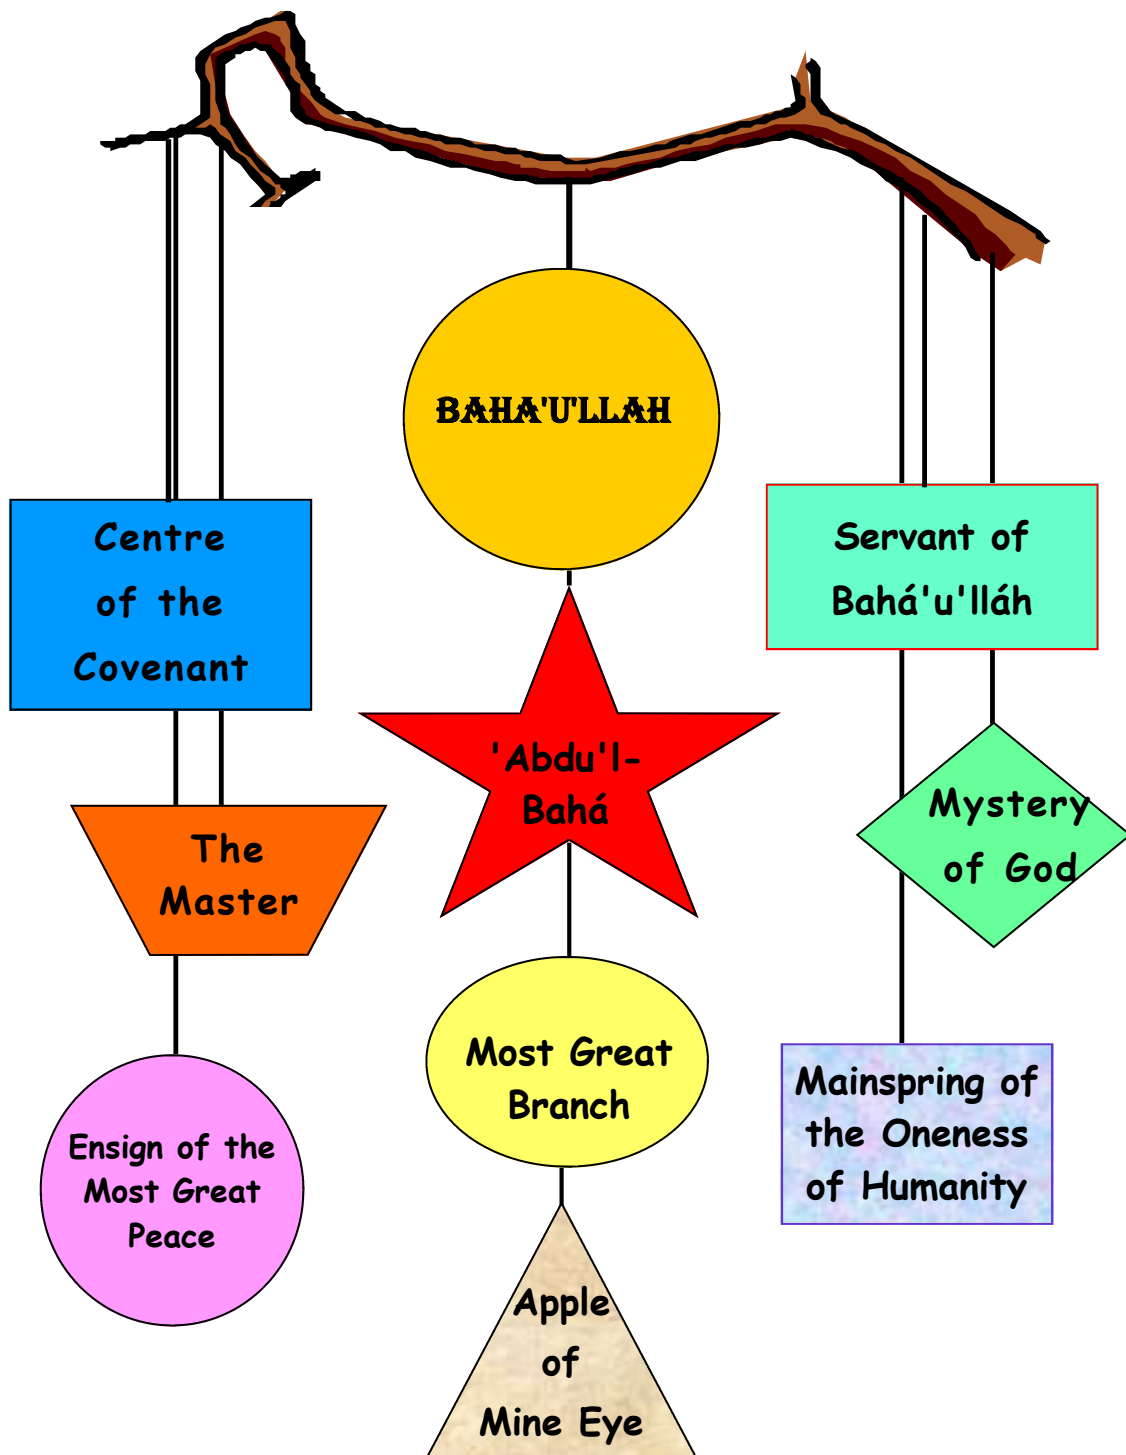 BAHA'U'LLAH
Centre
of the
Covenant
Servant of
Bahá'u'lláh
'Abdu'l-
Bahá
Mystery
of God
The
Master
Most Great
Branch
Mainspring of
the Oneness
of Humanity
Ensign of the
Most Great
Peace
Apple
of
Mine Eye